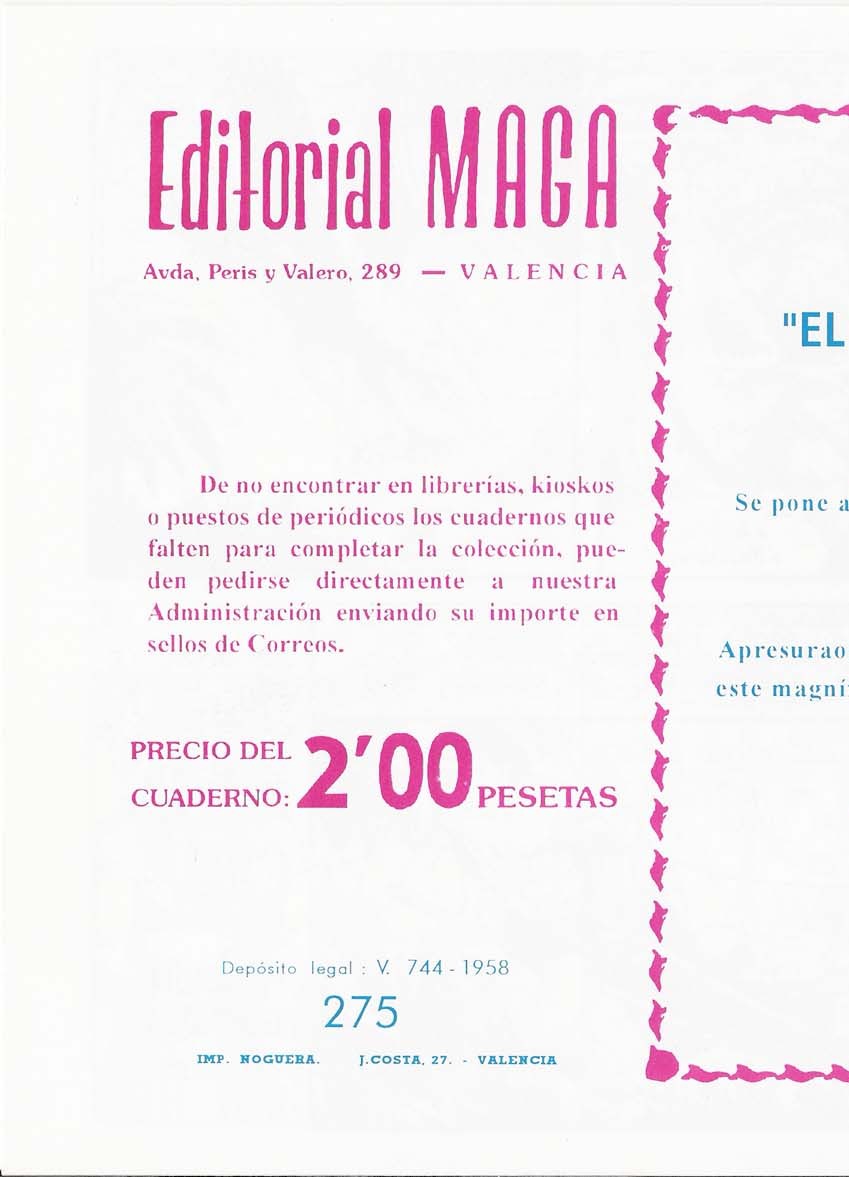 Editorial MAGA
Avda. Peris y Valero, 289 — VALENCIA
De no encontrar en librerías, kioskos
o puestos de periódicos los cuadernos que
falten para completar la colección, pue-
den pedirse directamente a nuestra
Administración enviando su importe en
sellos de Correos.
PRECIO DEL
CUADERNO: 2'00 PESETAS
Depósito legal : V. 744 - 1958
275
IMP. NOGUERA. J.COSTA, 27. - VALENCIA
"EL
Se pone a
Apresurao
este magní